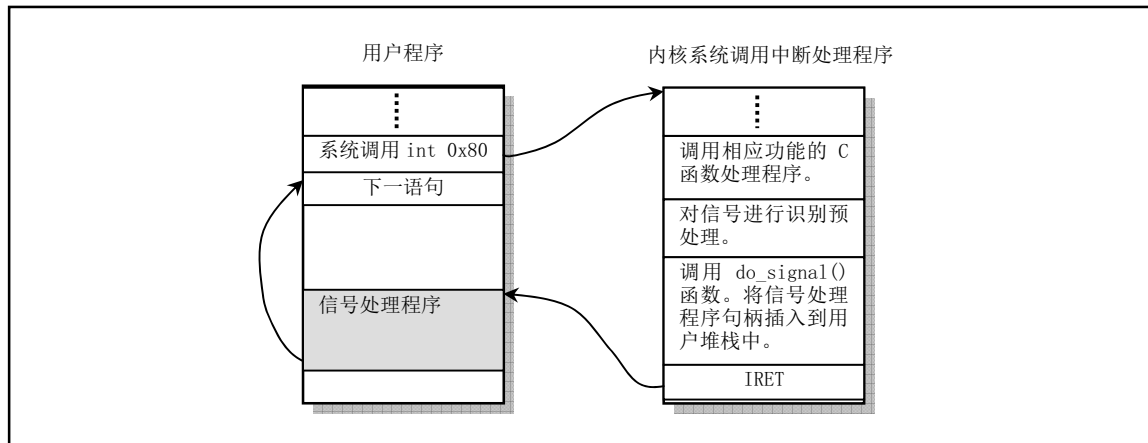 用户程序
系统调用 int 0x80
下一语句
信号处理程序
内核系统调用中断处理程序
调用相应功能的 C
函数处理程序。
对信号进行识别预
处理。
调用 do_signal()
函数。将信号处理
程序句柄插入到用
户堆栈中。
IRET